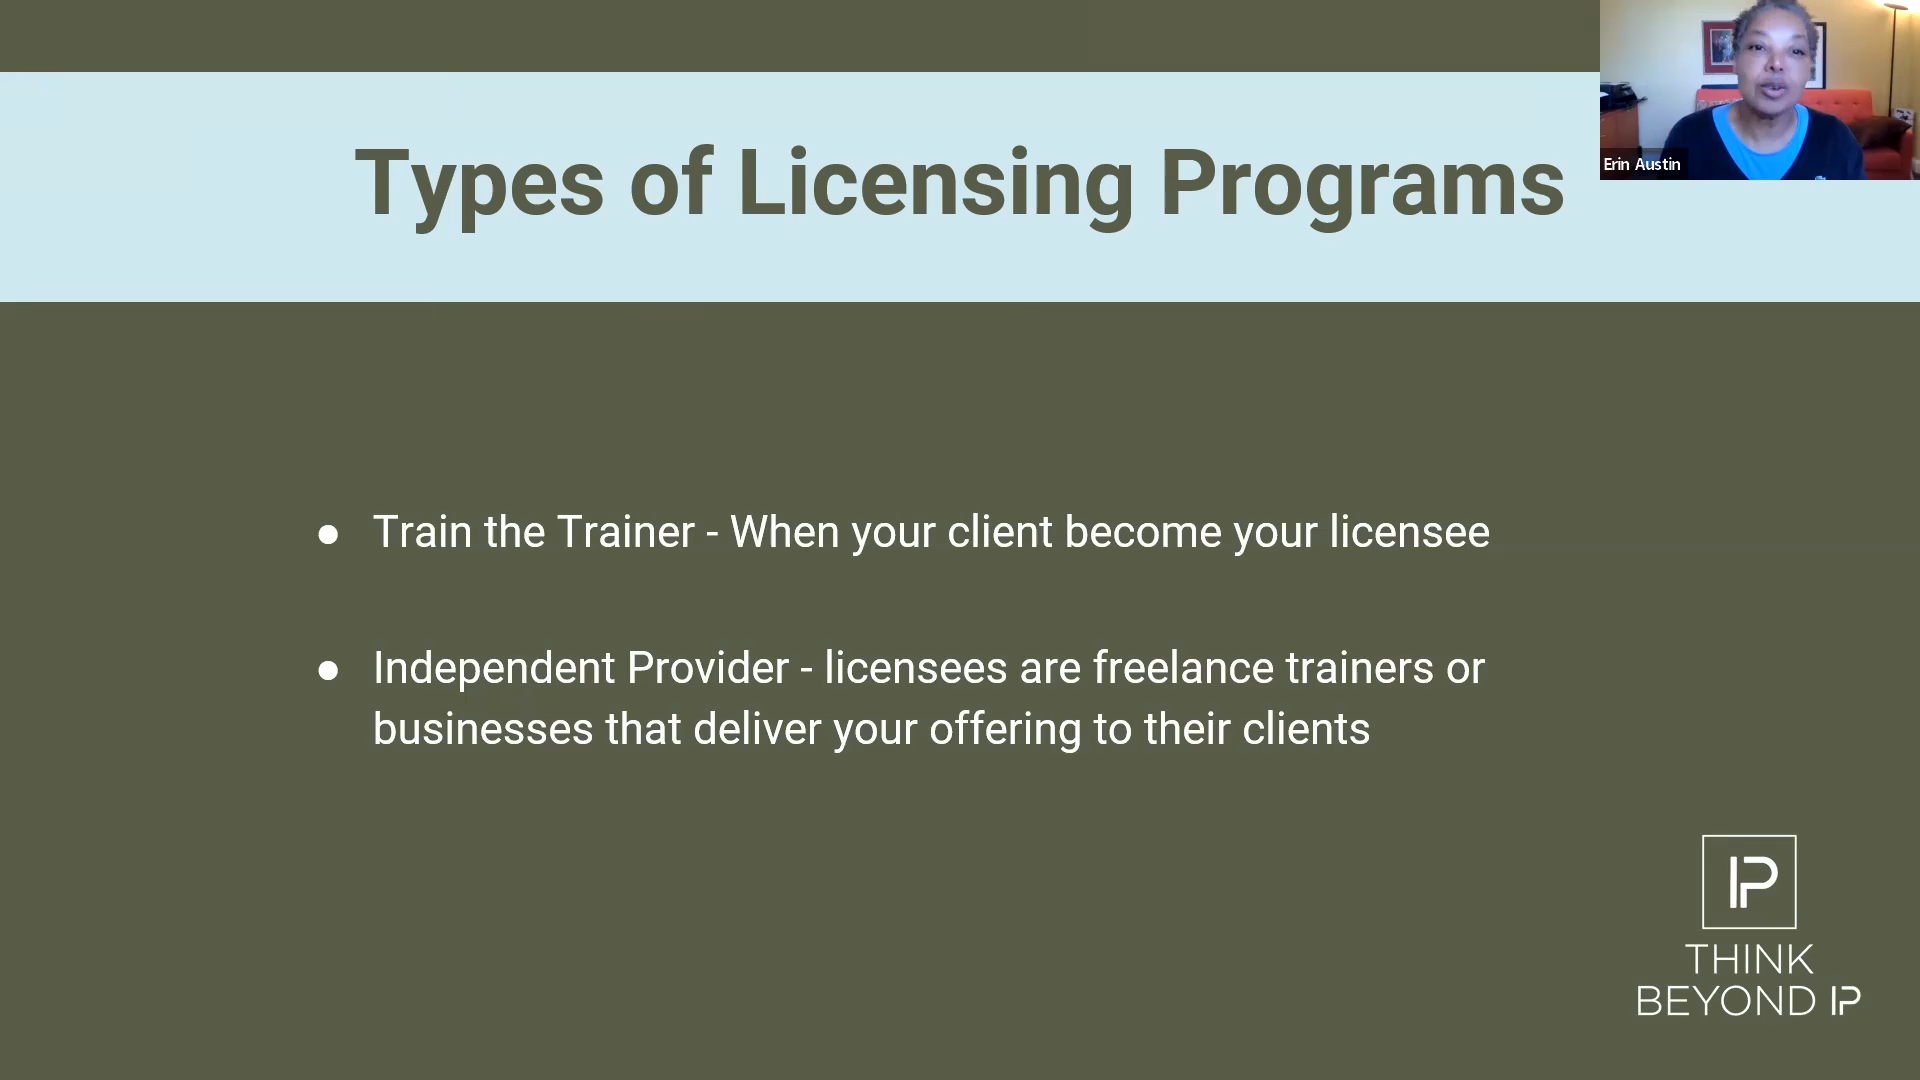 Types of Licensing Programs
Erin Austin
● Train the Trainer - When your client become your licensee
● Independent Provider - licensees are freelance trainers or
businesses that deliver your offering to their clients
IP
THINK
BEYOND IP